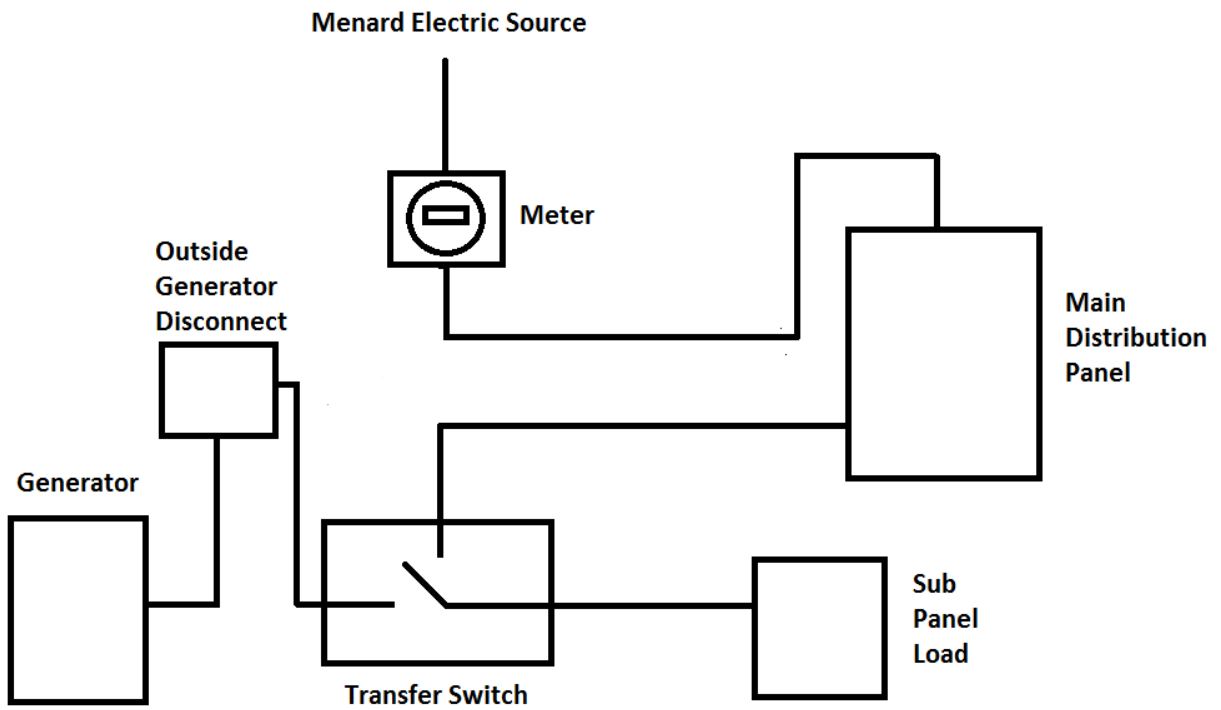 Menard Electric Source
Meter
Outside
Generator
Disconnect
Main
Distribution
Panel
Generator
Sub
Panel
Load
Transfer Switch